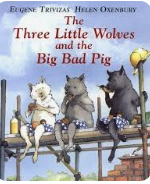 EUGENE TRIVIZAS HELEN OXENBURY
The
Three Little Wolves
and the
Big Bad Pig